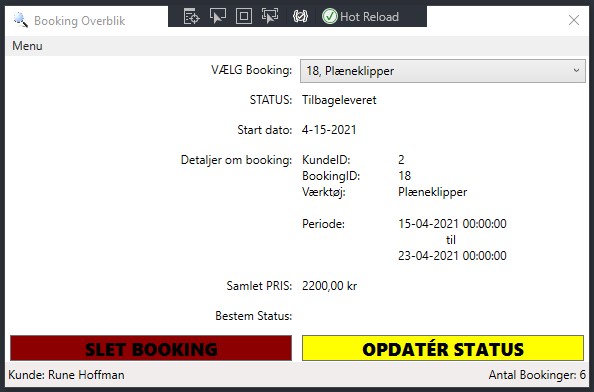 Booking Overblik
Hot Reload
Menu
VÆLG Booking: 18, Plæneklipper
STATUS: Tilbageleveret
Start dato: 4-15-2021
Detaljer om booking: KundeID: 2
BookingID: 18
Værktøj: Plæneklipper
Periode: 15-04-2021 00:00:00
til
23-04-2021 00:00:00
Samlet PRIS: 2200,00 kr
Bestem Status:
SLET BOOKING OPDATÉR STATUS
Kunde: Rune Hoffman Antal Bookinger: 6